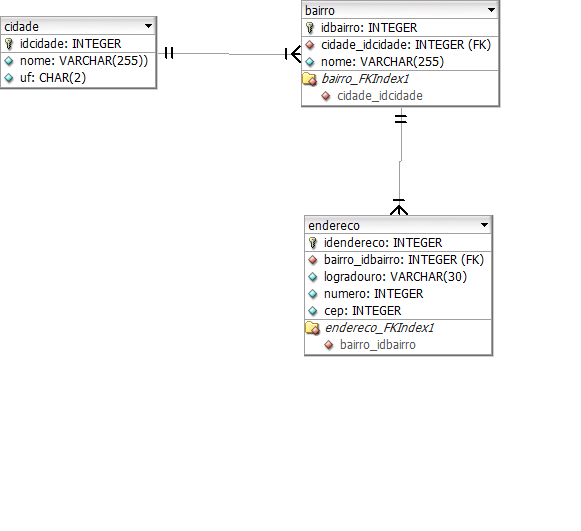 cidade
idcidade: INTEGER
nome: VARCHAR(255))
uf: CHAR(2)
bairro
idbairro: INTEGER
cidade_idcidade: INTEGER (FK)
nome: VARCHAR(255)
bairro_FKIndex1
cidade_idcidade
endereco
idendereco: INTEGER
bairro_idbairro: INTEGER (FK)
logradouro: VARCHAR(30)
numero: INTEGER
cep: INTEGER
endereco_FKIndex1
bairro_idbairro